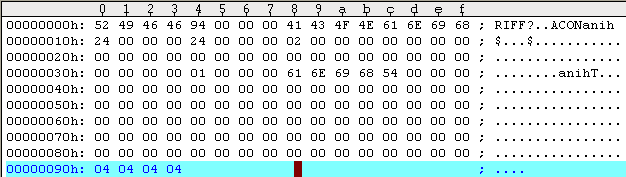 0 1 2 3 4 5 6 7 8 9 a b c d e f
00000000h: 52 49 46 46 94 00 00 00 41 43 4F 4E 61 6E 69 68 ; RIFF?..ACONanih
00000010h: 24 00 00 00 24 00 00 00 02 00 00 00 00 00 00 00 ; $...$...........
00000020h: 00 00 00 00 00 00 00 00 00 00 00 00 00 00 00 00 ; ................
00000030h: 00 00 00 00 01 00 00 00 61 6E 69 68 54 00 00 00 ; ........anihT...
00000040h: 00 00 00 00 00 00 00 00 00 00 00 00 00 00 00 00 ; ................
00000050h: 00 00 00 00 00 00 00 00 00 00 00 00 00 00 00 00 ; ................
00000060h: 00 00 00 00 00 00 00 00 00 00 00 00 00 00 00 00 ; ................
00000070h: 00 00 00 00 00 00 00 00 00 00 00 00 00 00 00 00 ; ................
00000080h: 00 00 00 00 00 00 00 00 00 00 00 00 00 00 00 00 ; ................
00000090h: 04 04 04 04 ; ....